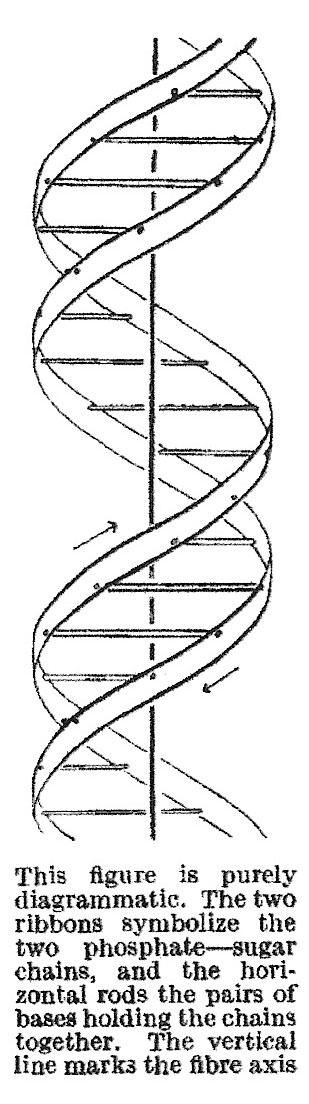 This figure is purely
diagrammatic. The two
ribbons symbolize the
two phosphate—sugar
chains, and the hori-
zontal rods the pairs of
bases holding the chains
together. The vertical
line marks the fibre axis